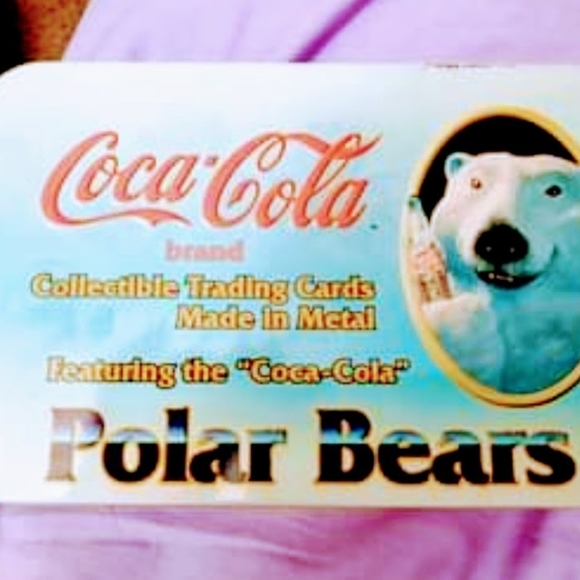 Coca-Cola
brand
Collectible Trading Cards
Made In Metal
Featuring the "Coca-Cola"
Polar Bears